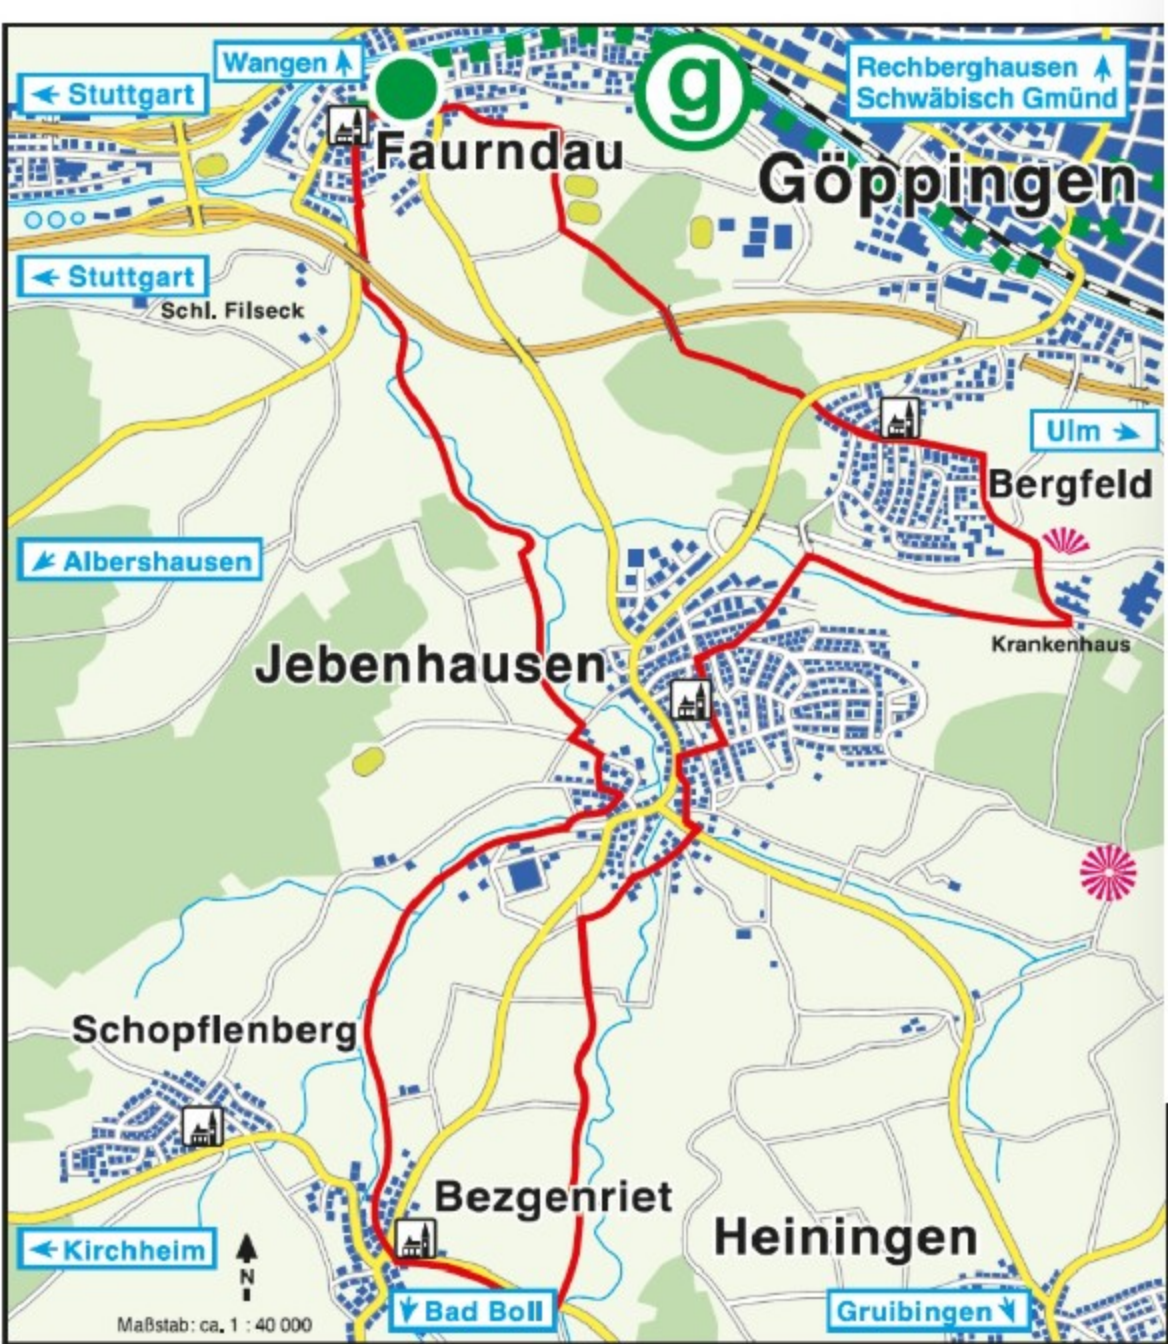 Wangen
Stuttgart
g
Rechberghausen
Schwäbisch Gmünd
Faurndau
Göppingen
Stuttgart
Schl. Filseck
Ulm
Bergfeld
Albershausen
Krankenhaus
Jebenhausen
Schopflenberg
Bezgenriet
Heiningen
Kirchheim
N
Bad Boll
Gruibingen
Maßstab: ca. 1 : 40 000